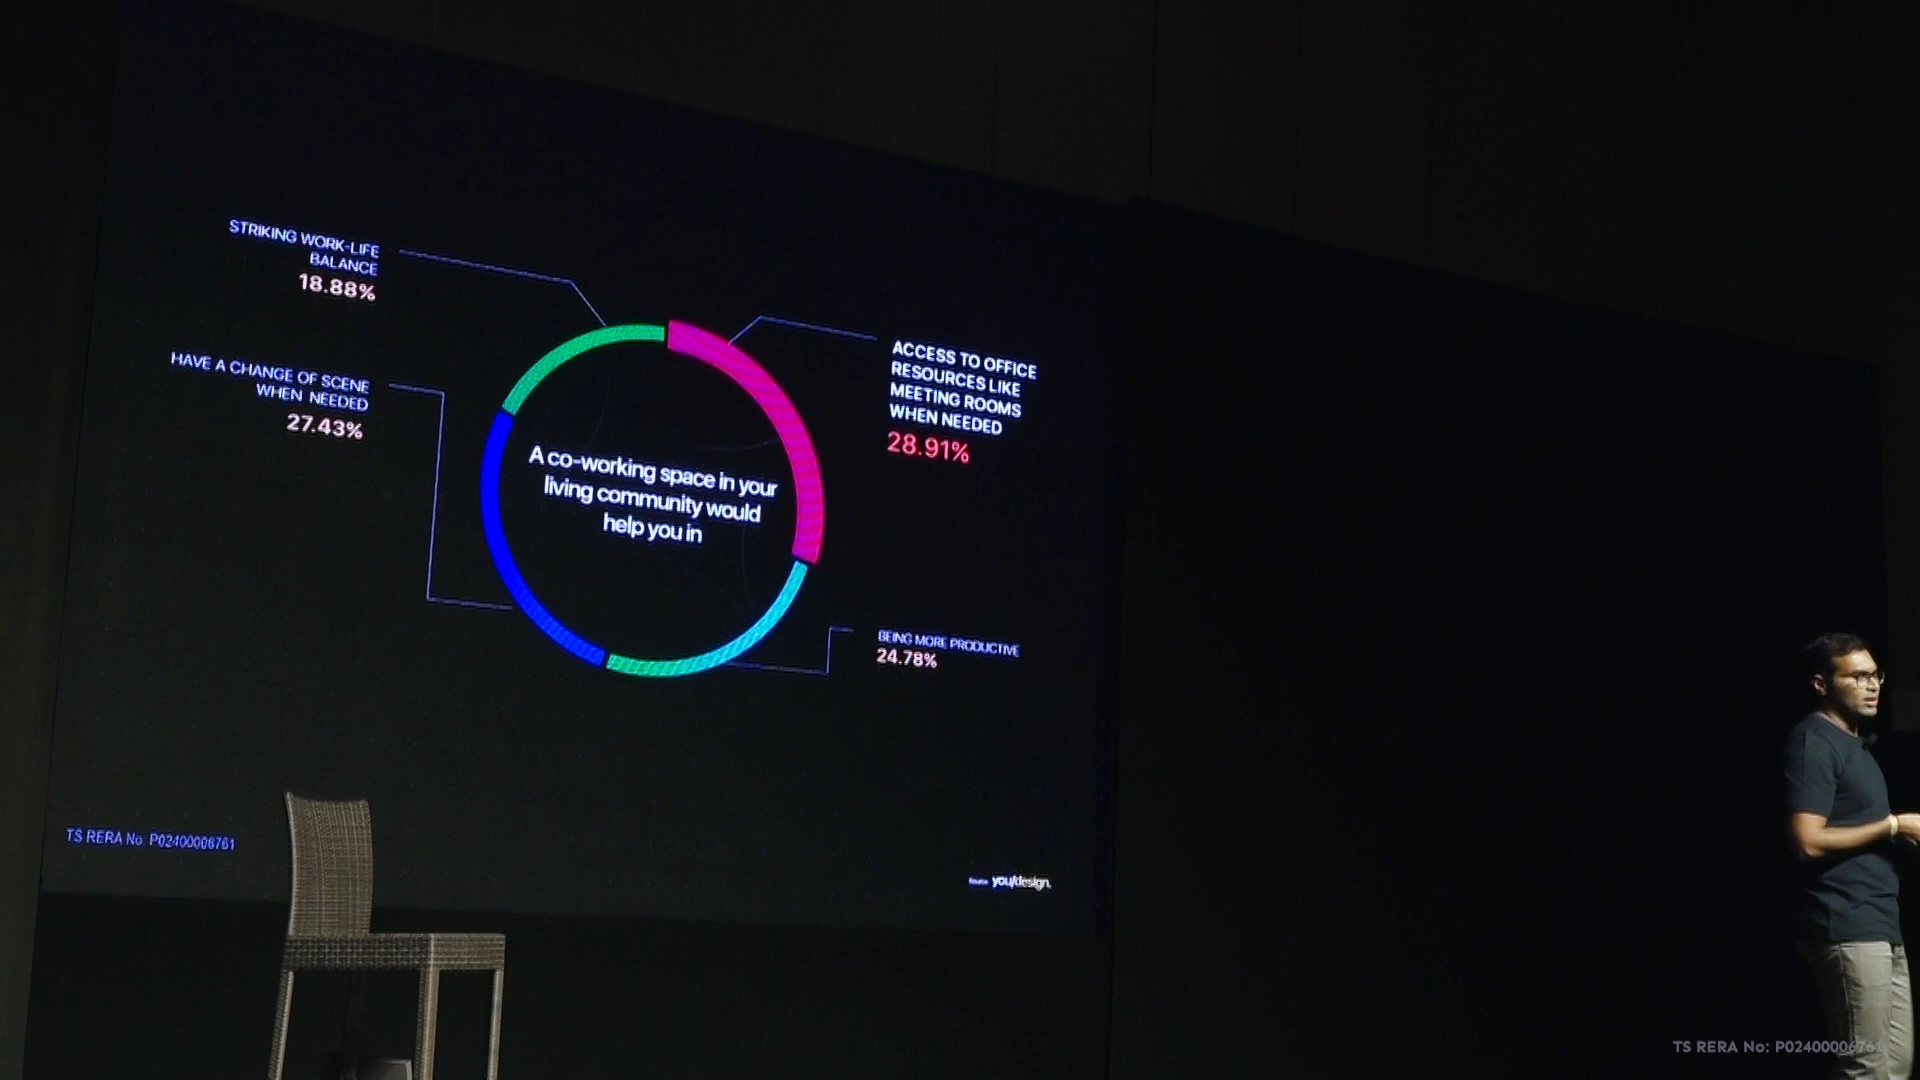 STRIKING WORK-LIFE
BALANCE
18.88%
HAVE A CHANGE OF SCENE
WHEN NEEDED
27.43%
A co-working space in your
living community would
help you in
ACCESS TO OFFICE
RESOURCES LIKE
MEETING ROOMS
WHEN NEEDED
28.91%
BEING MORE PRODUCTIVE
24.78%
TS RERA No: P02400006761
you/design.
TS RERA No: P02400006761